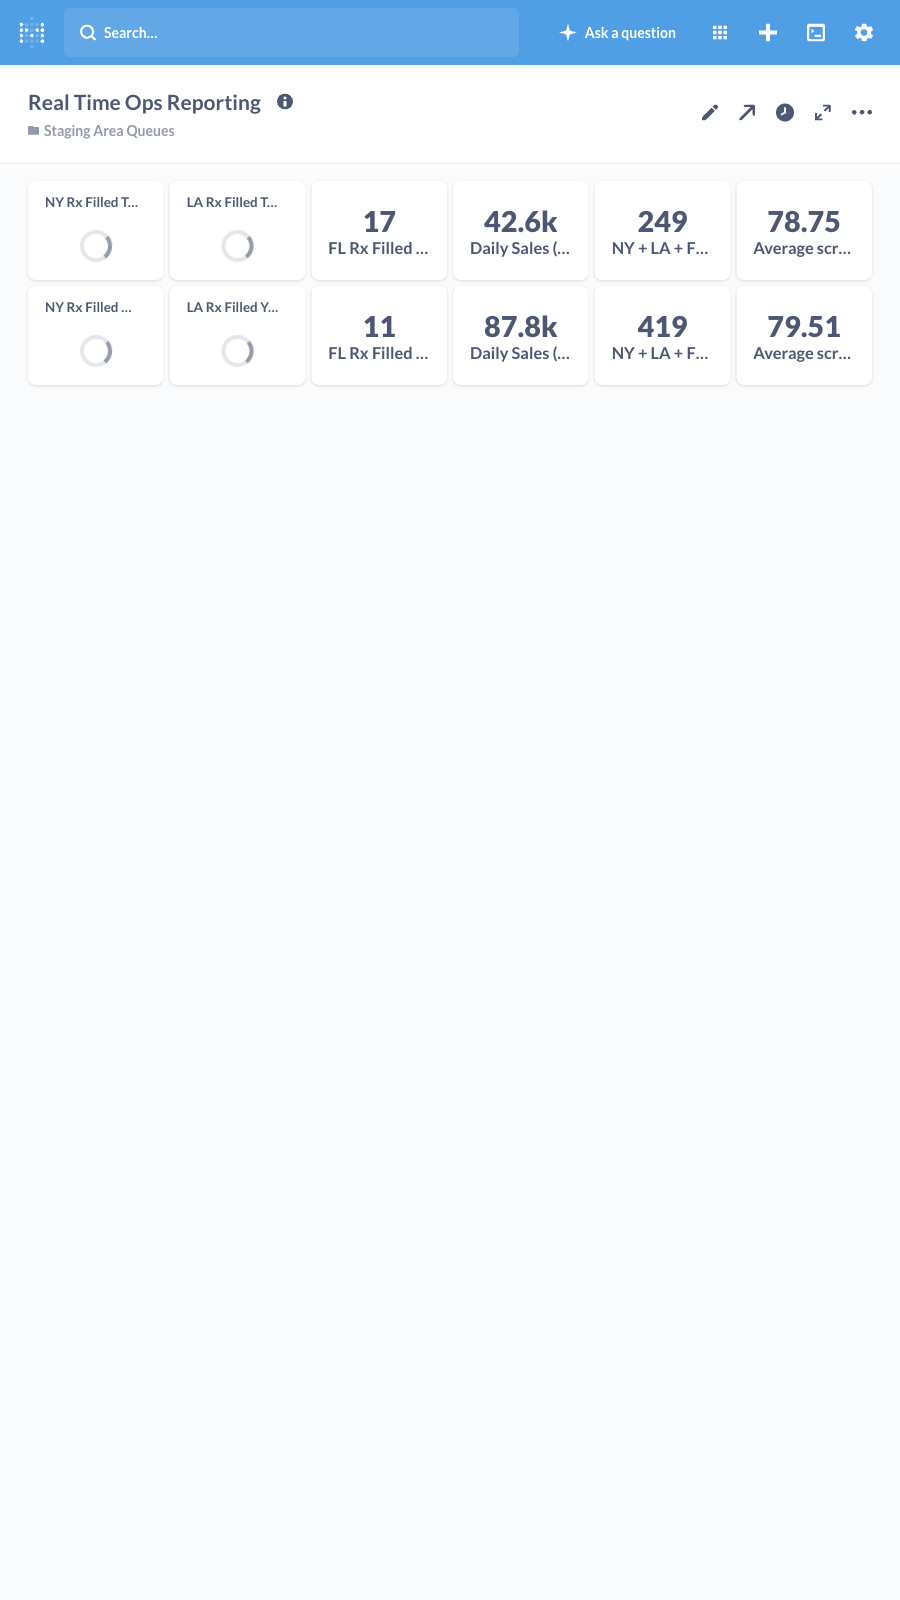 Search...
Ask a question
Real Time Ops Reporting
Staging Area Queues
NY Rx Filled T...
LA Rx Filled T...
17
FL Rx Filled ...
42.6k
Daily Sales (...
249
NY + LA + F...
78.75
Average scr...
NY Rx Filled ...
LA Rx Filled Y...
11
FL Rx Filled ...
87.8k
Daily Sales (...
419
NY + LA + F...
79.51
Average scr...